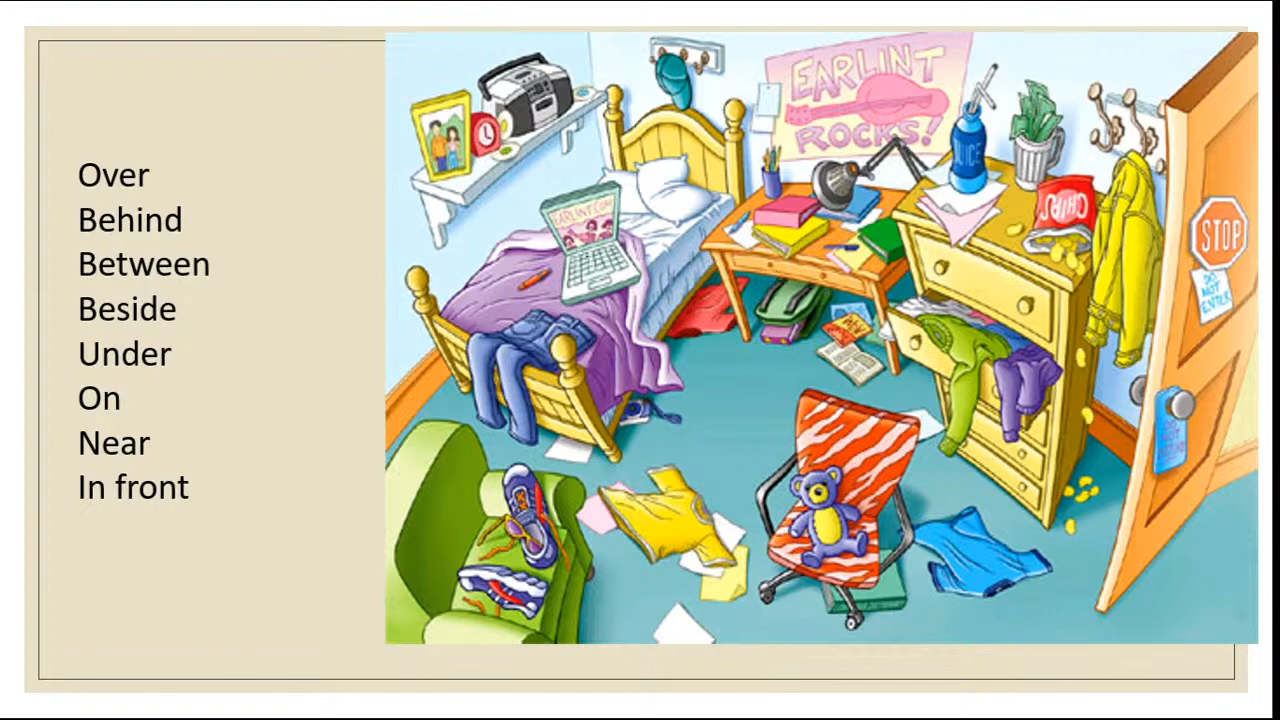 Over
Behind
Between
Beside
Under
On
Near
In front
EARLINT
ROCKS!
EARLINT.COM
JUICE
CHIPS
STOP
DO
NOT
ENTER